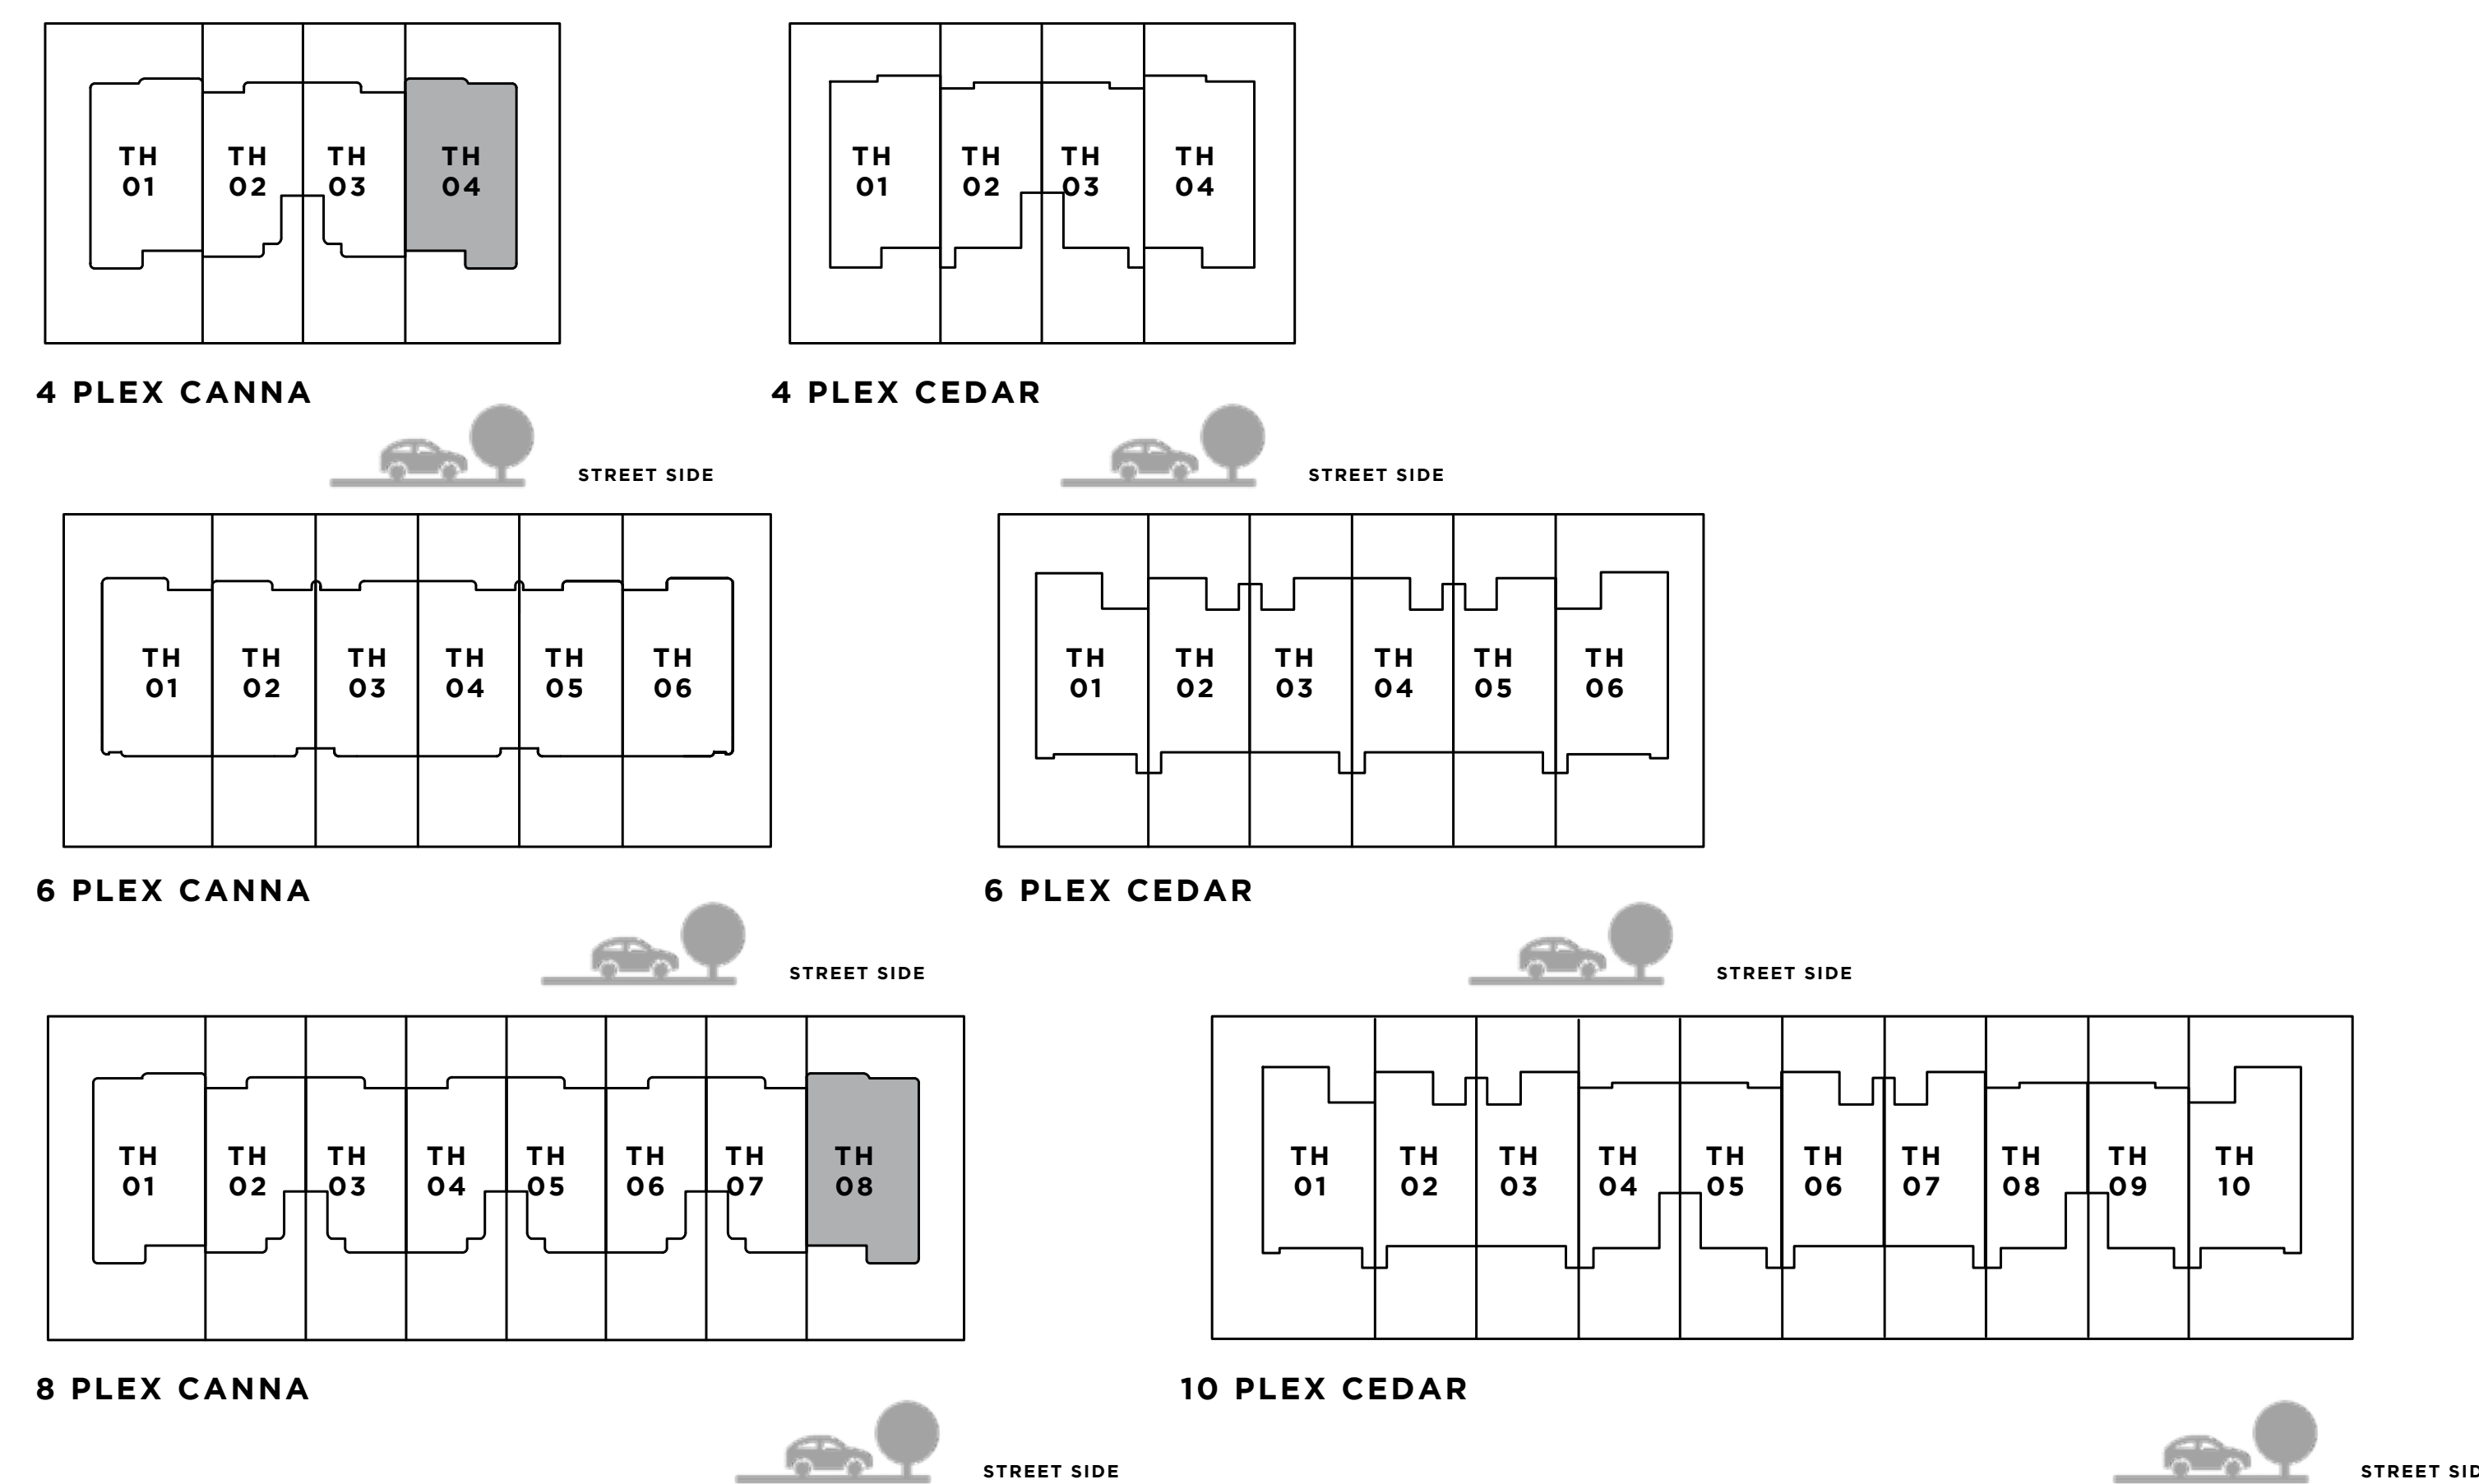 TH
01
TH
02
TH
03
TH
04
4 PLEX CANNA
STREET SIDE
TH
01
TH
02
TH
03
TH
04
4 PLEX CEDAR
STREET SIDE
TH
01
TH
02
TH
03
TH
04
TH
05
TH
06
6 PLEX CANNA
STREET SIDE
TH
01
TH
02
TH
03
TH
04
TH
05
TH
06
6 PLEX CEDAR
STREET SIDE
TH
01
TH
02
TH
03
TH
04
TH
05
TH
06
TH
07
TH
08
8 PLEX CANNA
STREET SIDE
TH
01
TH
02
TH
03
TH
04
TH
05
TH
06
TH
07
TH
08
TH
09
TH
10
10 PLEX CEDAR
STREET SID